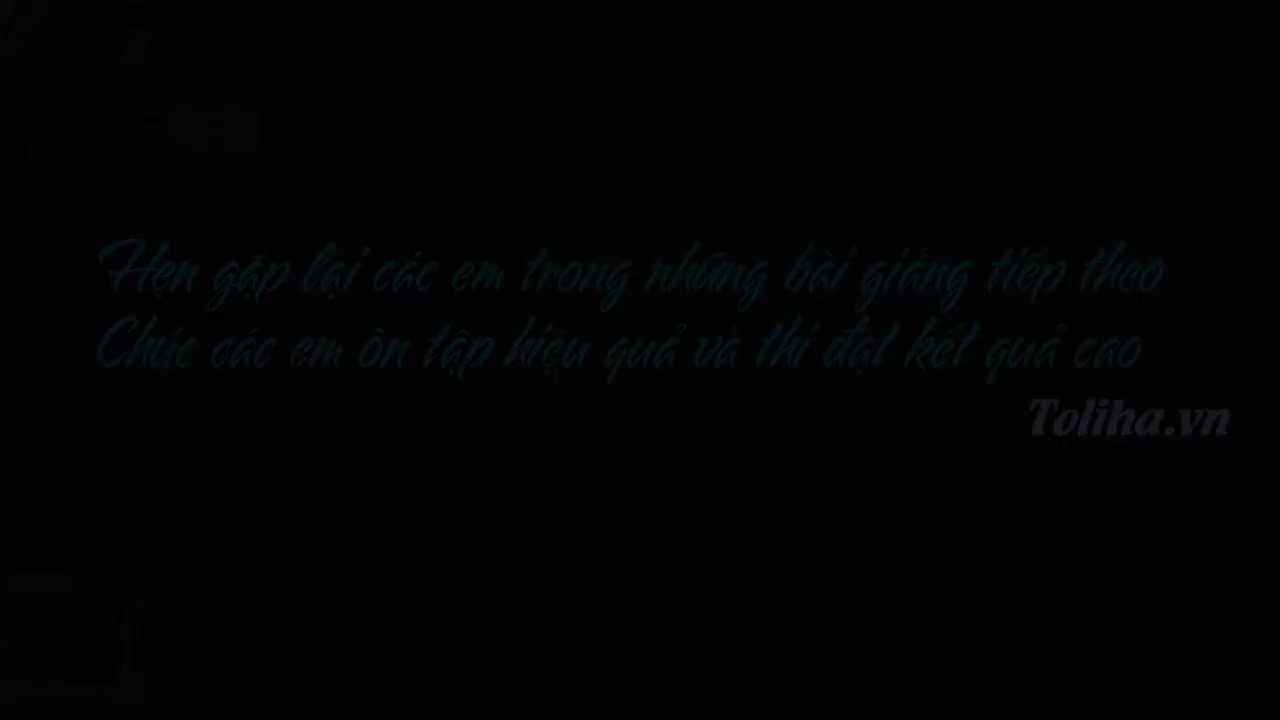 Hẹn gặp lại các em trong những bài giảng tiếp theo
Chúc các em ôn tập hiệu quả và thi đạt kết quả cao
Toliha.vn